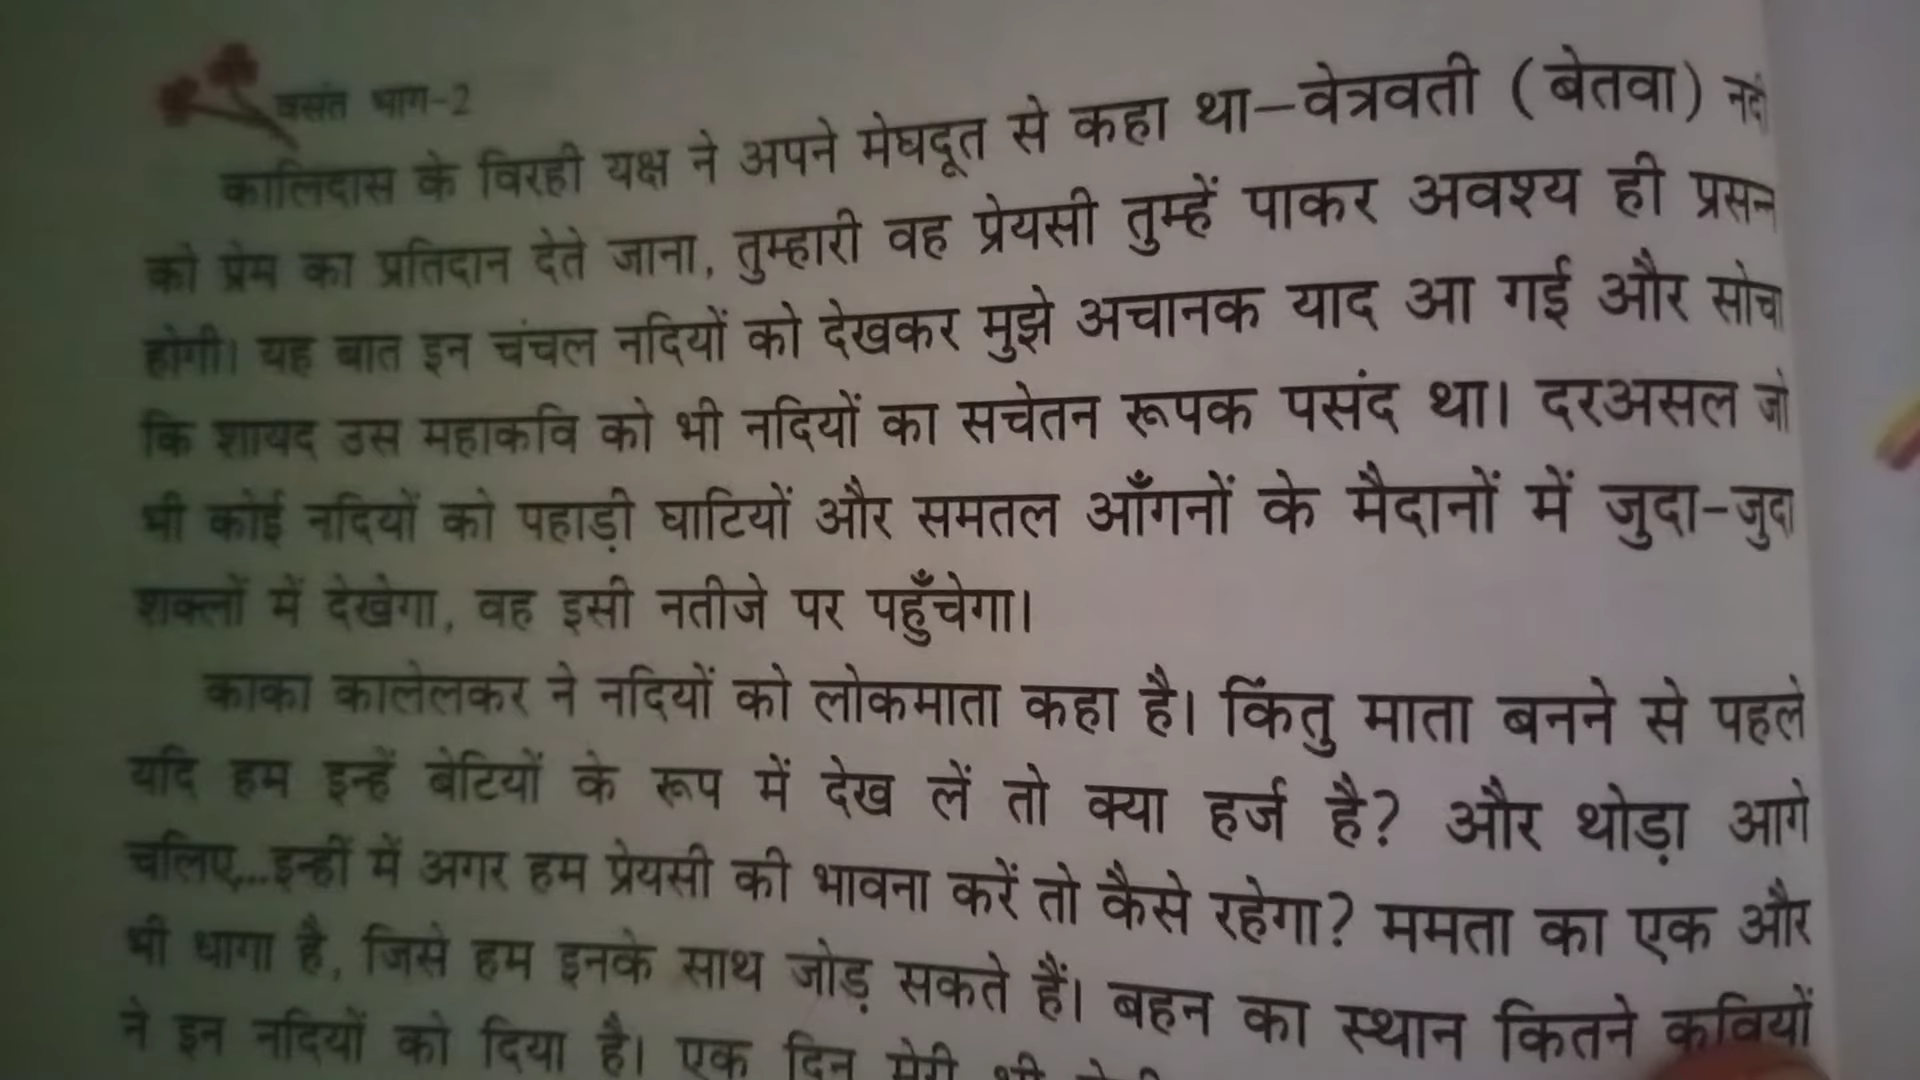 वसंत भाग-2
कालिदास के विरही यक्ष ने अपने मेघदूत से कहा था–वेत्रवती (बेतवा) नदी
को प्रेम का प्रतिदान देते जाना, तुम्हारी वह प्रेयसी तुम्हें पाकर अवश्य ही प्रसन्न
होगी। यह बात इन चंचल नदियों को देखकर मुझे अचानक याद आ गई और सोचा
कि शायद उस महाकवि को भी नदियों का सचेतन रूपक पसंद था। दरअसल जो
भी कोई नदियों को पहाड़ी घाटियों और समतल आँगनों के मैदानों में जुदा-जुदा
शक्लों में देखेगा, वह इसी नतीजे पर पहुँचेगा।
काका कालेलकर ने नदियों को लोकमाता कहा है। किंतु माता बनने से पहले
यदि हम इन्हें बेटियों के रूप में देख लें तो क्या हर्ज है? और थोड़ा आगे
चलिए...इन्हीं में अगर हम प्रेयसी की भावना करें तो कैसे रहेगा? ममता का एक और
भी धागा है, जिसे हम इनके साथ जोड़ सकते हैं। बहन का स्थान कितने कवियों
ने इन नदियों को दिया है। एक दिन मेरी भी